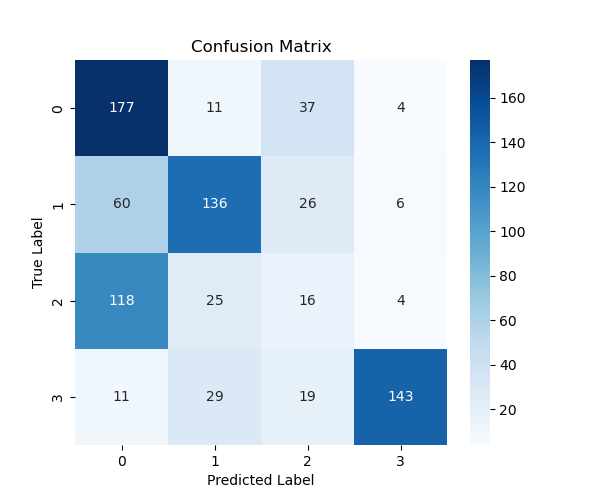 Confusion Matrix
0 177 11 37 4
1 60 136 26 6
2 118 25 16 4
3 11 29 19 143
0 1 2 3
True Label
Predicted Label
160
140
120
100
80
60
40
20